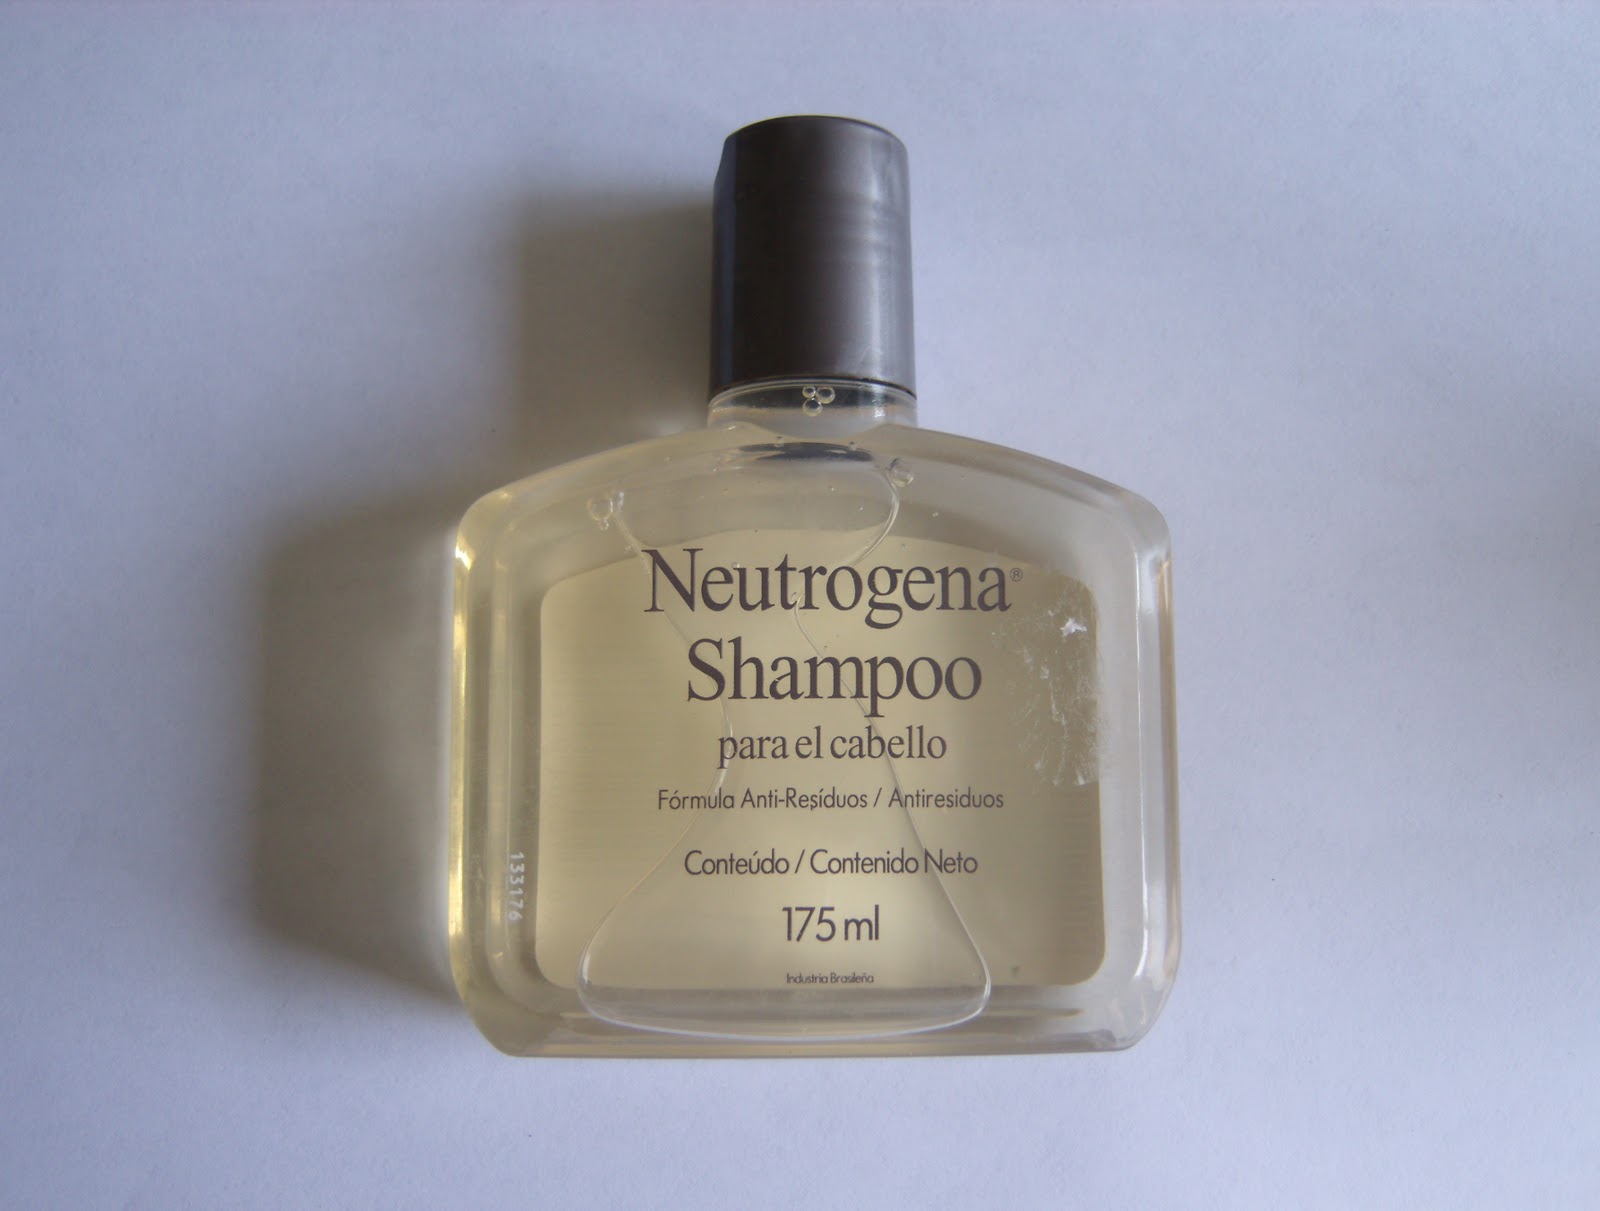 Neutrogena®
Shampoo
para el cabello
Fórmula Anti-Resíduos / Antiresiduos
Conteúdo / Contenido Neto
175 ml
Industria Brasileña
133176